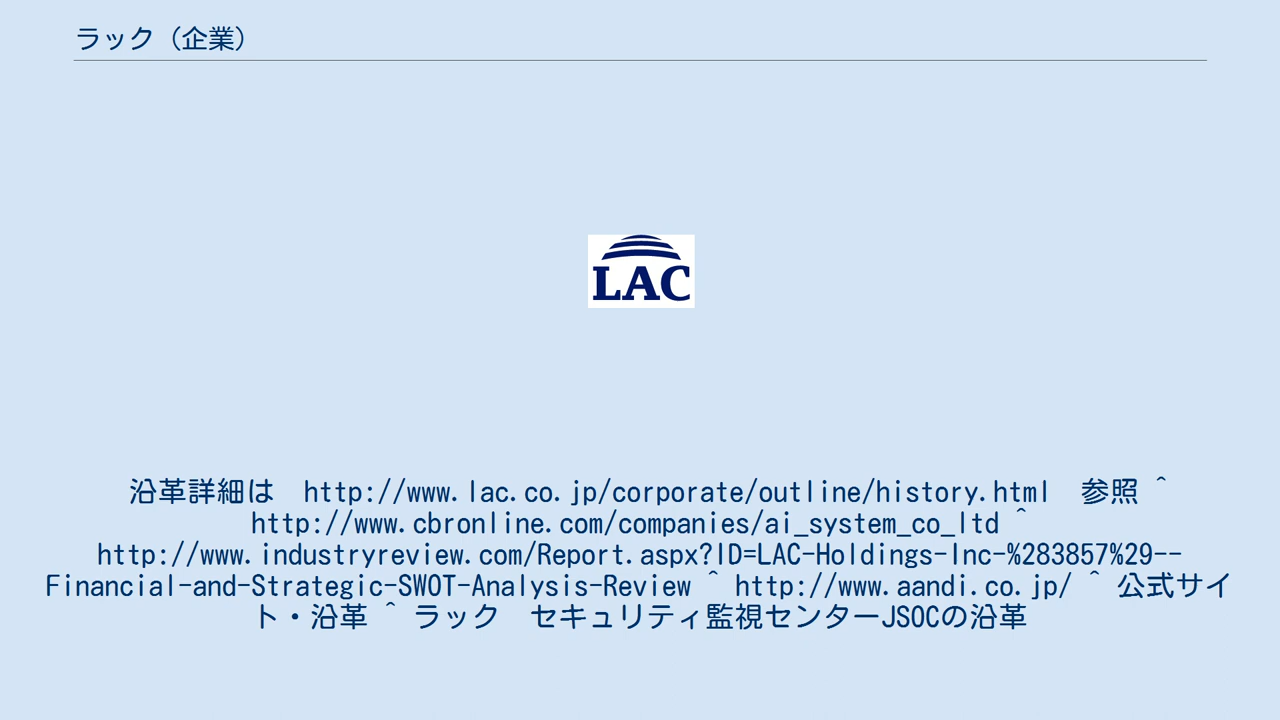 ラック（企業）
LAC
沿革詳細は　http://www.lac.co.jp/corporate/outline/history.html　参照 ^
http://www.cbronline.com/companies/ai_system_co_ltd ^
http://www.industryreview.com/Report.aspx?ID=LAC-Holdings-Inc-%283857%29--
Financial-and-Strategic-SWOT-Analysis-Review ^ http://www.aandi.co.jp/ ^ 公式サイ
ト・沿革 ^ ラック　セキュリティ監視センターJSOCの沿革